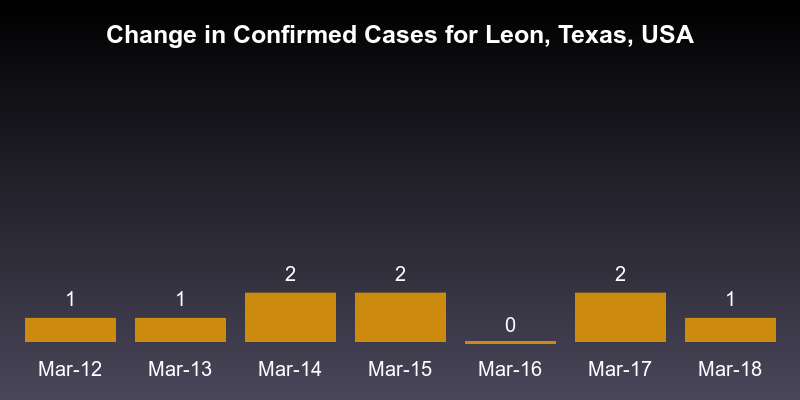 Change in Confirmed Cases for Leon, Texas, USA
1 1 2 2 0 2 1
Mar-12 Mar-13 Mar-14 Mar-15 Mar-16 Mar-17 Mar-18